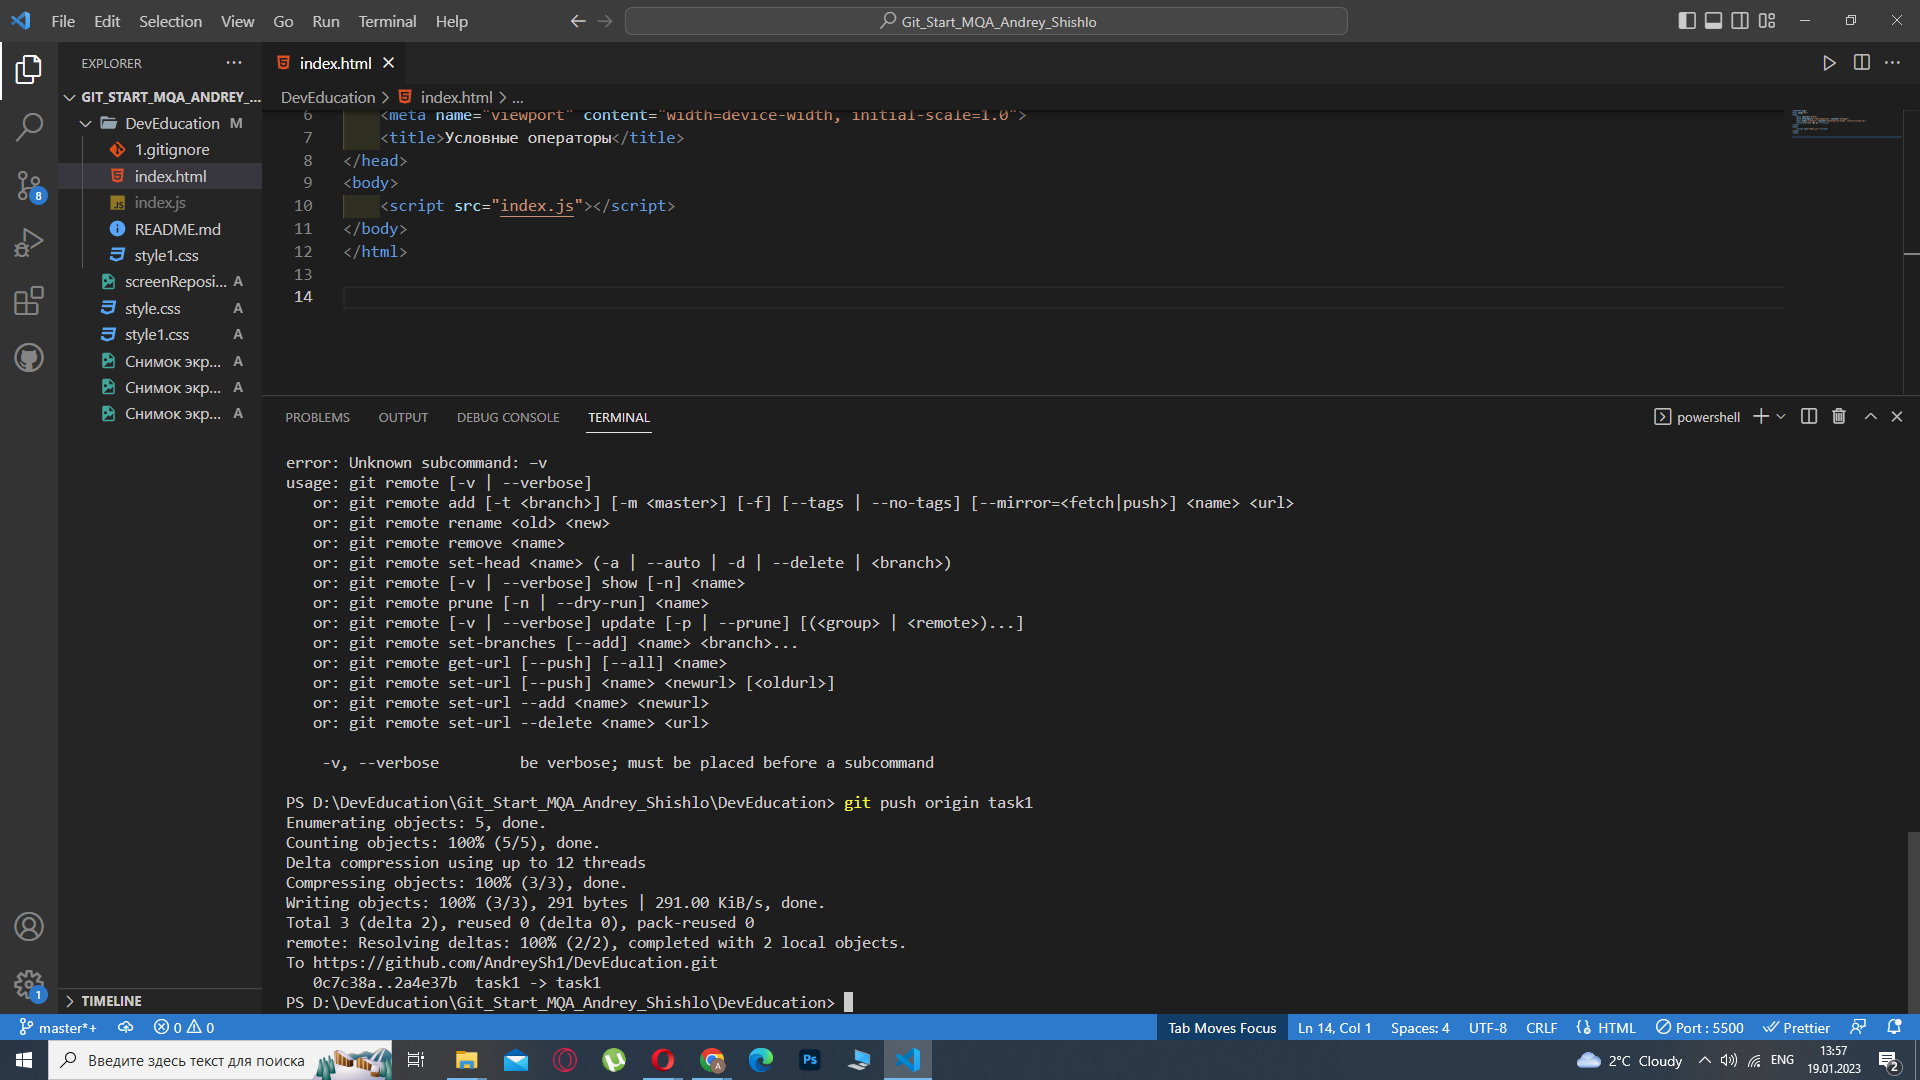 File Edit Selection View Go Run Terminal Help
Git_Start_MQA_Andrey_Shishlo
EXPLORER
GIT_START_MQA_ANDREY_...
DevEducation M
1.gitignore
index.html
index.js
README.md
style1.css
screenReposi... A
style.css A
style1.css A
Снимок экр... A
Снимок экр... A
Снимок экр... A
TIMELINE
index.html
DevEducation > index.html > ...
6 <meta name="viewport" content="width=device-width, initial-scale=1.0">
7 <title>Условные операторы</title>
8 </head>
9 <body>
10 <script src="index.js"></script>
11 </body>
12 </html>
13
14
PROBLEMS OUTPUT DEBUG CONSOLE TERMINAL
powershell
error: Unknown subcommand: –v
usage: git remote [-v | --verbose]
or: git remote add [-t <branch>] [-m <master>] [-f] [--tags | --no-tags] [--mirror=<fetch|push>] <name> <url>
or: git remote rename <old> <new>
or: git remote remove <name>
or: git remote set-head <name> (-a | --auto | -d | --delete | <branch>)
or: git remote [-v | --verbose] show [-n] <name>
or: git remote prune [-n | --dry-run] <name>
or: git remote [-v | --verbose] update [-p | --prune] [(<group> | <remote>)...]
or: git remote set-branches [--add] <name> <branch>...
or: git remote get-url [--push] [--all] <name>
or: git remote set-url [--push] <name> <newurl> [<oldurl>]
or: git remote set-url --add <name> <newurl>
or: git remote set-url --delete <name> <url>
-v, --verbose be verbose; must be placed before a subcommand
PS D:\DevEducation\Git_Start_MQA_Andrey_Shishlo\DevEducation> git push origin task1
Enumerating objects: 5, done.
Counting objects: 100% (5/5), done.
Delta compression using up to 12 threads
Compressing objects: 100% (3/3), done.
Writing objects: 100% (3/3), 291 bytes | 291.00 KiB/s, done.
Total 3 (delta 2), reused 0 (delta 0), pack-reused 0
remote: Resolving deltas: 100% (2/2), completed with 2 local objects.
To https://github.com/AndreySh1/DevEducation.git
0c7c38a..2a4e37b task1 -> task1
PS D:\DevEducation\Git_Start_MQA_Andrey_Shishlo\DevEducation>
8
1
master*+ 0 0 Tab Moves Focus Ln 14, Col 1 Spaces: 4 UTF-8 CRLF HTML Port : 5500 Prettier
Введите здесь текст для поиска
Ps
2°C Cloudy ENG
13:57
19.01.2023
2